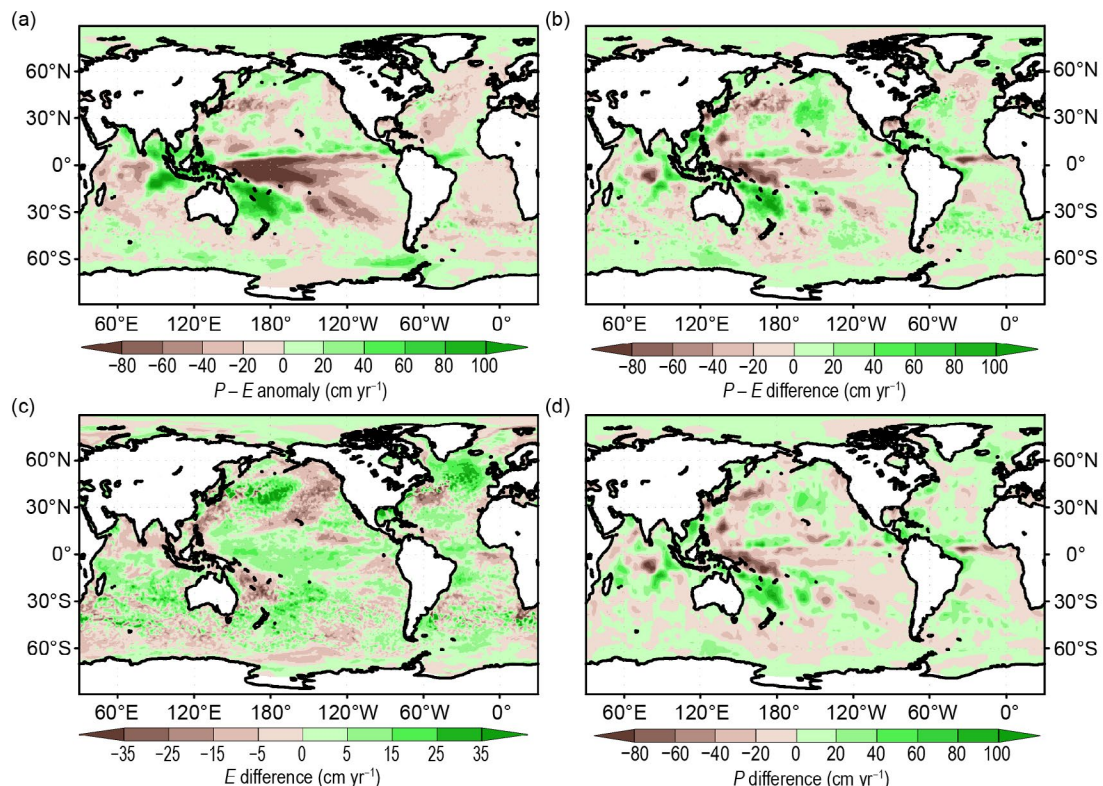 (a)
(b)
60°N
30°N
0°
30°S
60°S
60°N
30°N
0°
30°S
60°S
60°E 120°E 180° 120°W 60°W 0°
60°E 120°E 180° 120°W 60°W 0°
−80 −60 −40 −20 0 20 40 60 80 100
−80 −60 −40 −20 0 20 40 60 80 100
P – E anomaly (cm yr⁻¹)
P – E difference (cm yr⁻¹)
(c)
(d)
60°N
30°N
0°
30°S
60°S
60°N
30°N
0°
30°S
60°S
60°E 120°E 180° 120°W 60°W 0°
60°E 120°E 180° 120°W 60°W 0°
−35 −25 −15 −5 0 5 15 25 35
−80 −60 −40 −20 0 20 40 60 80 100
E difference (cm yr⁻¹)
P difference (cm yr⁻¹)